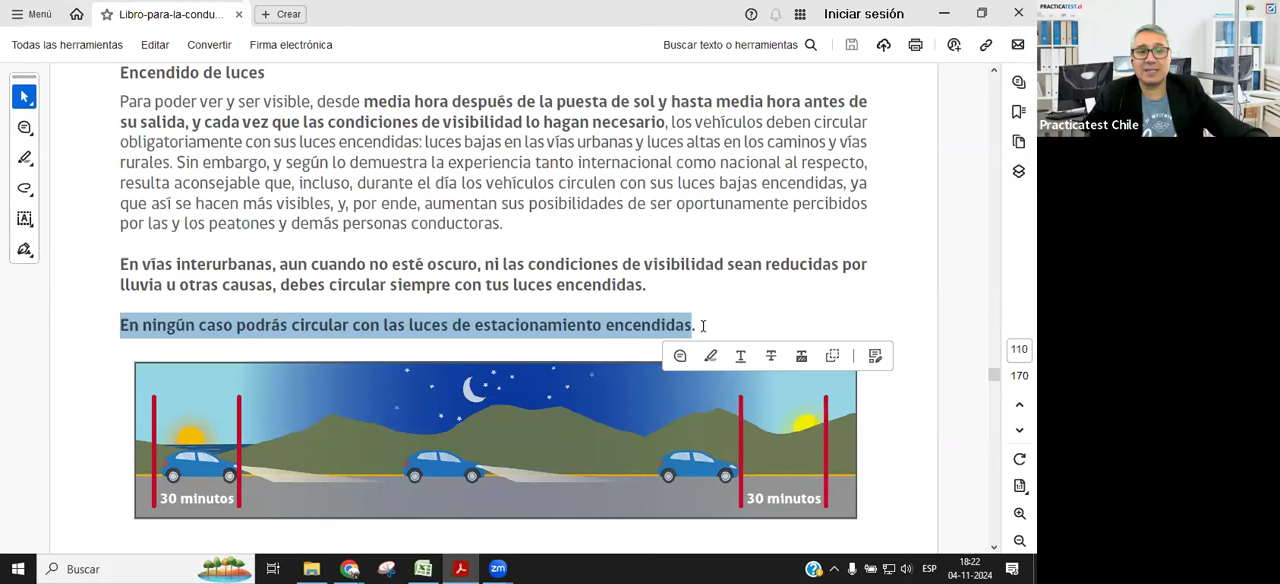 Menú
Libro-para-la-condu...
Crear
Iniciar sesión
Todas las herramientas
Editar
Convertir
Firma electrónica
Buscar texto o herramientas
Encendido de luces
Para poder ver y ser visible, desde media hora después de la puesta de sol y hasta media hora antes de
su salida, y cada vez que las condiciones de visibilidad lo hagan necesario, los vehículos deben circular
obligatoriamente con sus luces encendidas: luces bajas en las vías urbanas y luces altas en los caminos y vías
rurales. Sin embargo, y según lo demuestra la experiencia tanto internacional como nacional al respecto,
resulta aconsejable que, incluso, durante el día los vehículos circulen con sus luces bajas encendidas, ya
que así se hacen más visibles, y, por ende, aumentan sus posibilidades de ser oportunamente percibidos
por las y los peatones y demás personas conductoras.
En vías interurbanas, aun cuando no esté oscuro, ni las condiciones de visibilidad sean reducidas por
lluvia u otras causas, debes circular siempre con tus luces encendidas.
En ningún caso podrás circular con las luces de estacionamiento encendidas.
30 minutos
30 minutos
110
170
PRACTICATEST.cl
Practicatest Chile
Buscar
ESP
18:22
04-11-2024